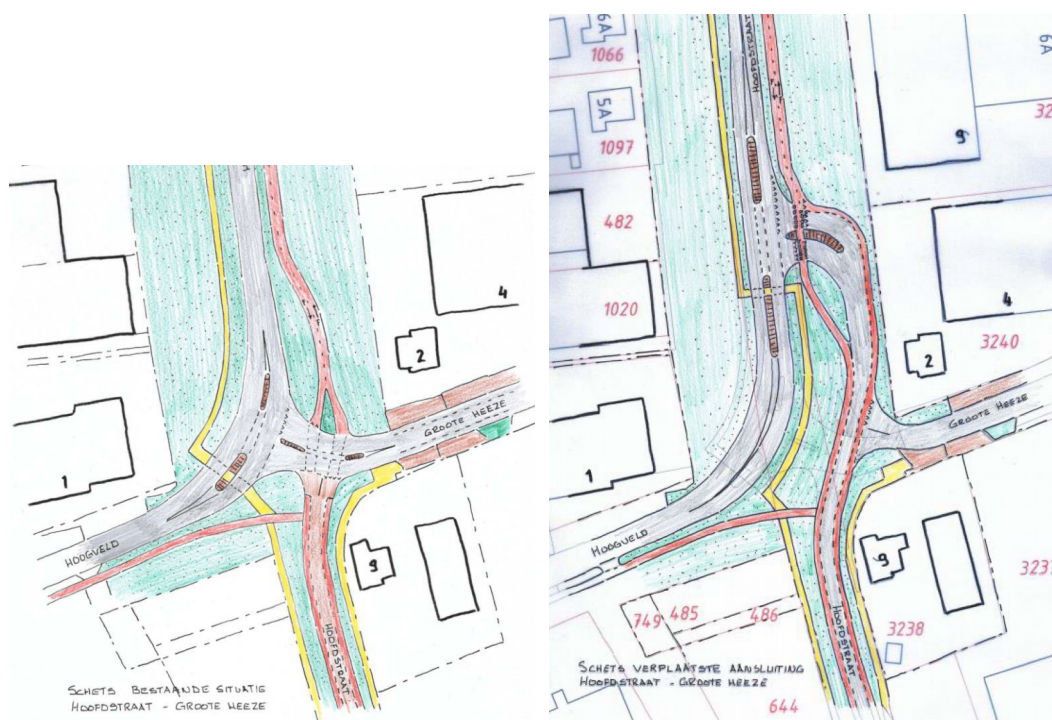 4
2
GROOTE HEEZE
1
HOOGVELD
9
HOOFDSTRAAT
SCHETS BESTAANDE SITUATIE
HOOFDSTRAAT - GROOTE HEEZE
6A
1066
5A
1097
482
1020
HOOFDSTRAAT
6A
9
4
3240
2
GROOTE HEEZE
1
HOOGVELD
9
749
485
486
3238
HOOFDSTRAAT
SCHETS VERPLAATSTE AANSLUITING
HOOFDSTRAAT - GROOTE HEEZE
644